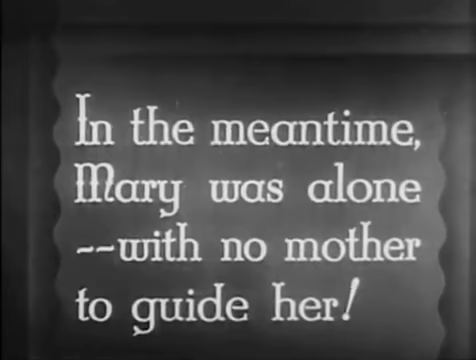 In the meantime,
Mary was alone
--with no mother
to guide her!